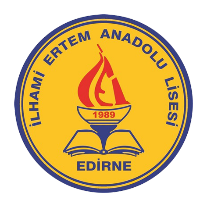 İLHAMİ ERTEM ANADOLU LİSESİ
1989
EDİRNE